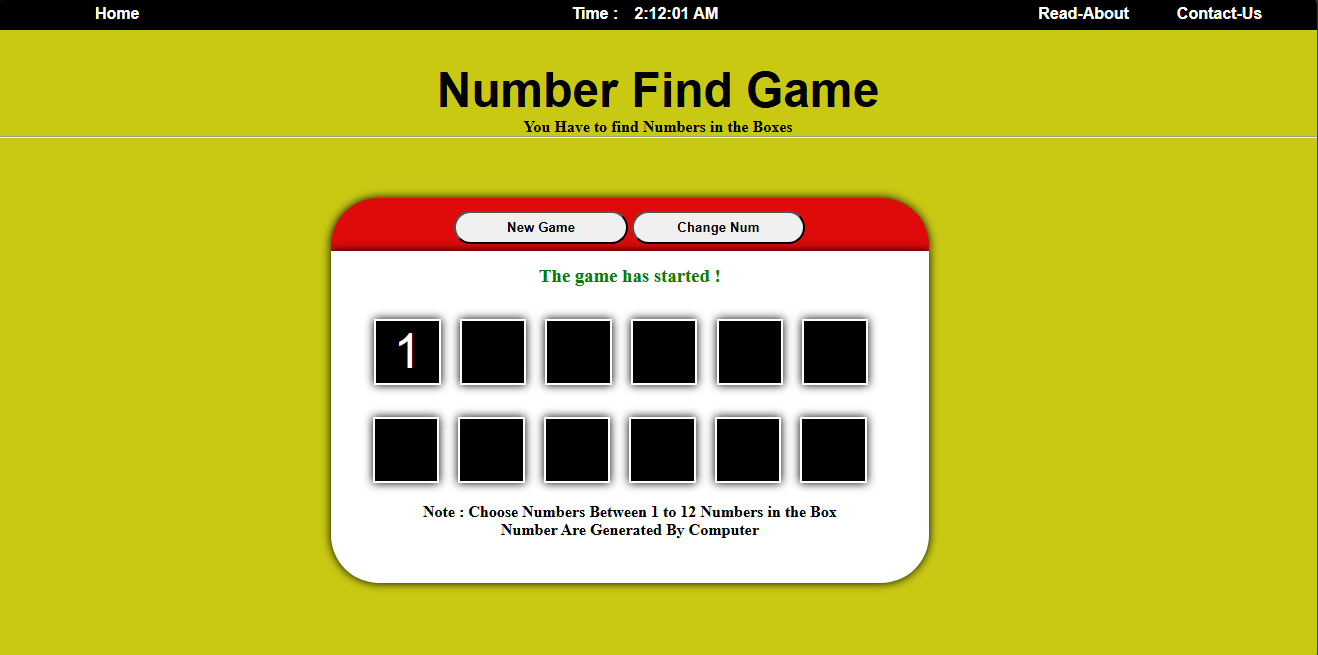 Home Time : 2:12:01 AM Read-About Contact-Us
Number Find Game
You Have to find Numbers in the Boxes
New Game Change Num
The game has started !
1
Note : Choose Numbers Between 1 to 12 Numbers in the Box
Number Are Generated By Computer